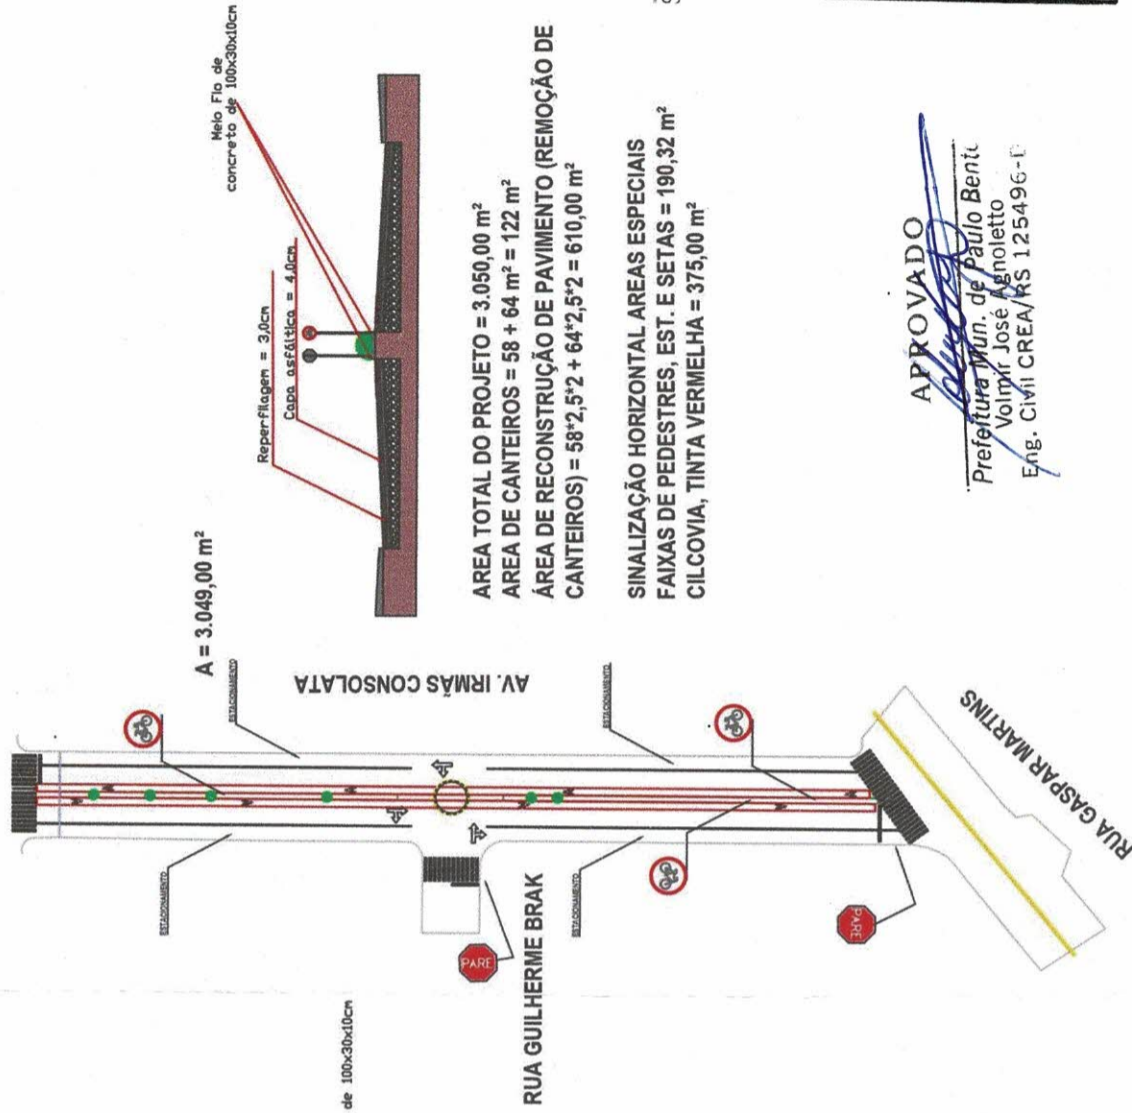 Meio Fio de
concreto de 100x30x10cm
Reperfilagem = 3,0cm
Capa asfáltica = 4,0cm
AREA TOTAL DO PROJETO = 3.050,00 m²
AREA DE CANTEIROS = 58 + 64 m² = 122 m²
ÁREA DE RECONSTRUÇÃO DE PAVIMENTO (REMOÇÃO DE
CANTEIROS) = 58*2,5*2 + 64*2,5*2 = 610,00 m²
SINALIZAÇÃO HORIZONTAL AREAS ESPECIAIS
FAIXAS DE PEDESTRES, EST. E SETAS = 190,32 m²
CILCOVIA, TINTA VERMELHA = 375,00 m²
APROVADO
Prefeitura Mun. de Paulo Bento
Volmir José Agnoletto
Eng. Civil CREA/RS 125496-D
A = 3.049,00 m²
ESTACIONAMENTO
AV. IRMÃS CONSOLATA
ESTACIONAMENTO
ESTACIONAMENTO
ESTACIONAMENTO
PARE
PARE
RUA GUILHERME BRAK
RUA GASPAR MARTINS
de 100x30x10cm